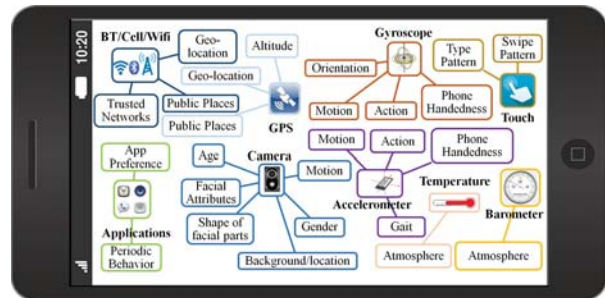 10:20
BT/Cell/Wifi
Geo-
location
Trusted
Networks
Public Places
Altitude
Geo-location
Public Places
GPS
Gyroscope
Orientation
Motion
Action
Phone
Handedness
Type
Pattern
Swipe
Pattern
Touch
App
Preference
Applications
Periodic
Behavior
Camera
Age
Facial
Attributes
Shape of
facial parts
Background/location
Gender
Motion
Motion
Action
Phone
Handedness
Accelerometer
Gait
Temperature
Atmosphere
Barometer
Atmosphere